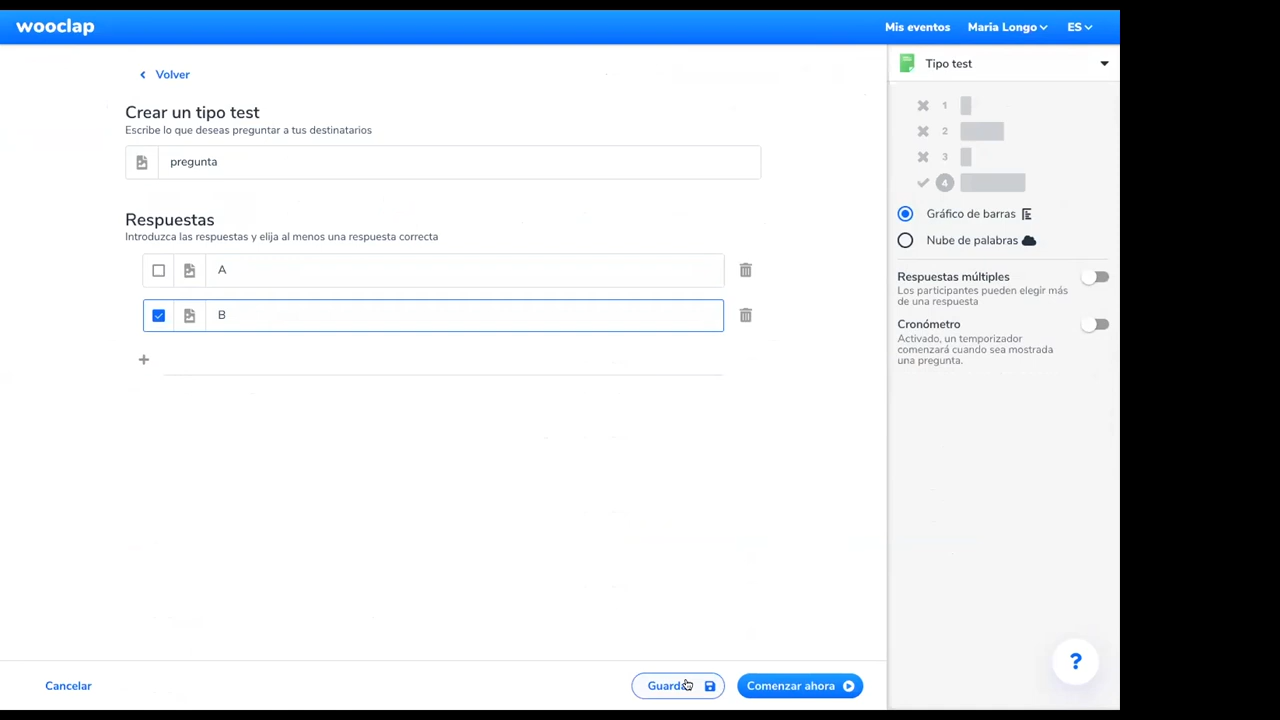 wooclap
Mis eventos
Maria Longo
ES
Volver
Crear un tipo test
Escribe lo que deseas preguntar a tus destinatarios
pregunta
Respuestas
Introduzca las respuestas y elija al menos una respuesta correcta
A
B
+
Cancelar
Comenzar ahora
Tipo test
1
2
3
4
Gráfico de barras
Nube de palabras
Respuestas múltiples
Los participantes pueden elegir más
de una respuesta
Cronómetro
Activado, un temporizador
comenzará cuando sea mostrada
una pregunta.
?